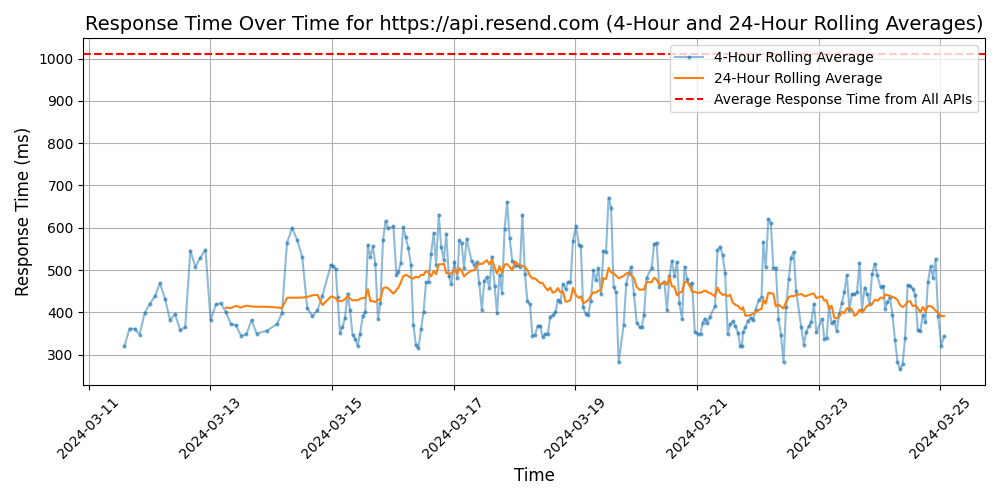 Response Time Over Time for https://api.resend.com (4-Hour and 24-Hour Rolling Averages)
4-Hour Rolling Average
24-Hour Rolling Average
Average Response Time from All APIs
Response Time (ms)
1000
900
800
700
600
500
400
300
2024-03-11
2024-03-13
2024-03-15
2024-03-17
2024-03-19
2024-03-21
2024-03-23
2024-03-25
Time